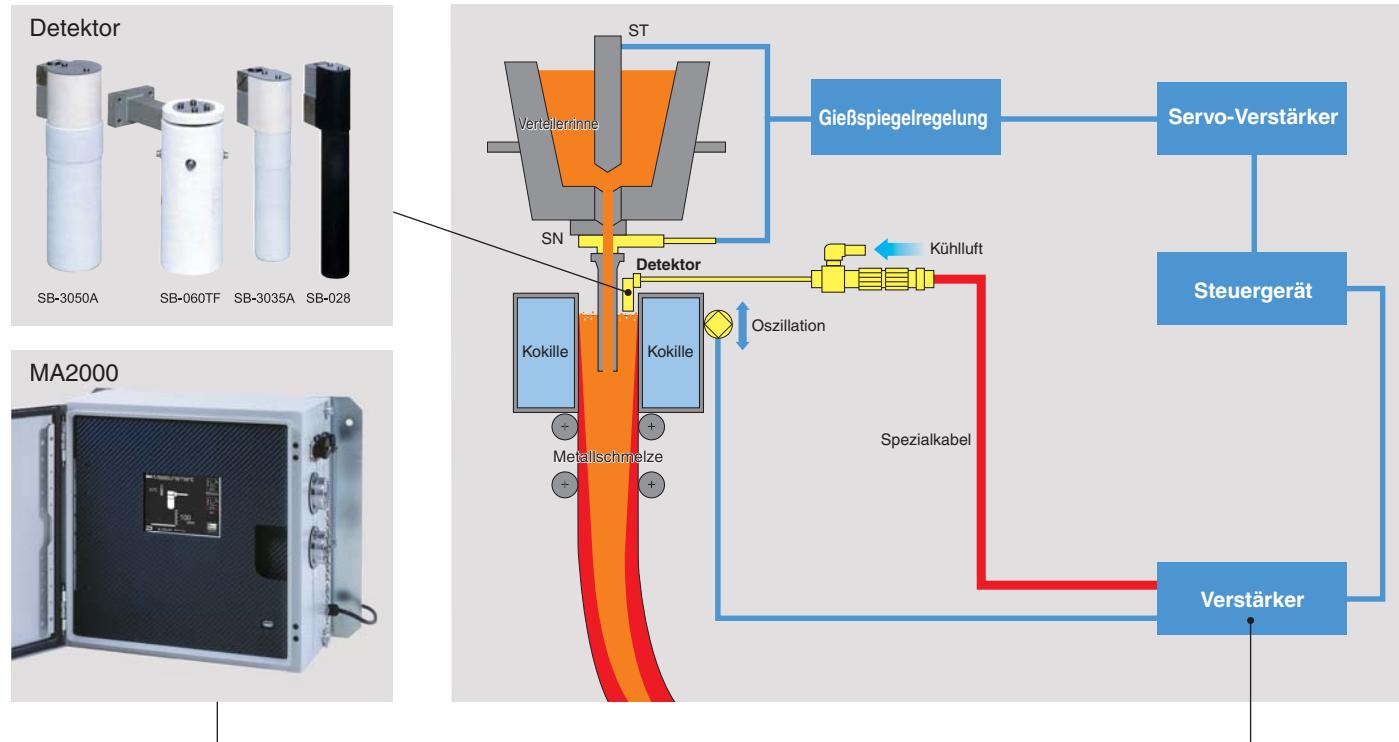 Detektor
SB-3050A
SB-060TF
SB-3035A
SB-028
MA2000
Measurement
100
ST
Verteilerrinne
Gießspiegelregelung
Servo-Verstärker
SN
Kühlluft
Detektor
Steuergerät
Oszillation
Kokille
Kokille
Spezialkabel
Metallschmelze
Verstärker